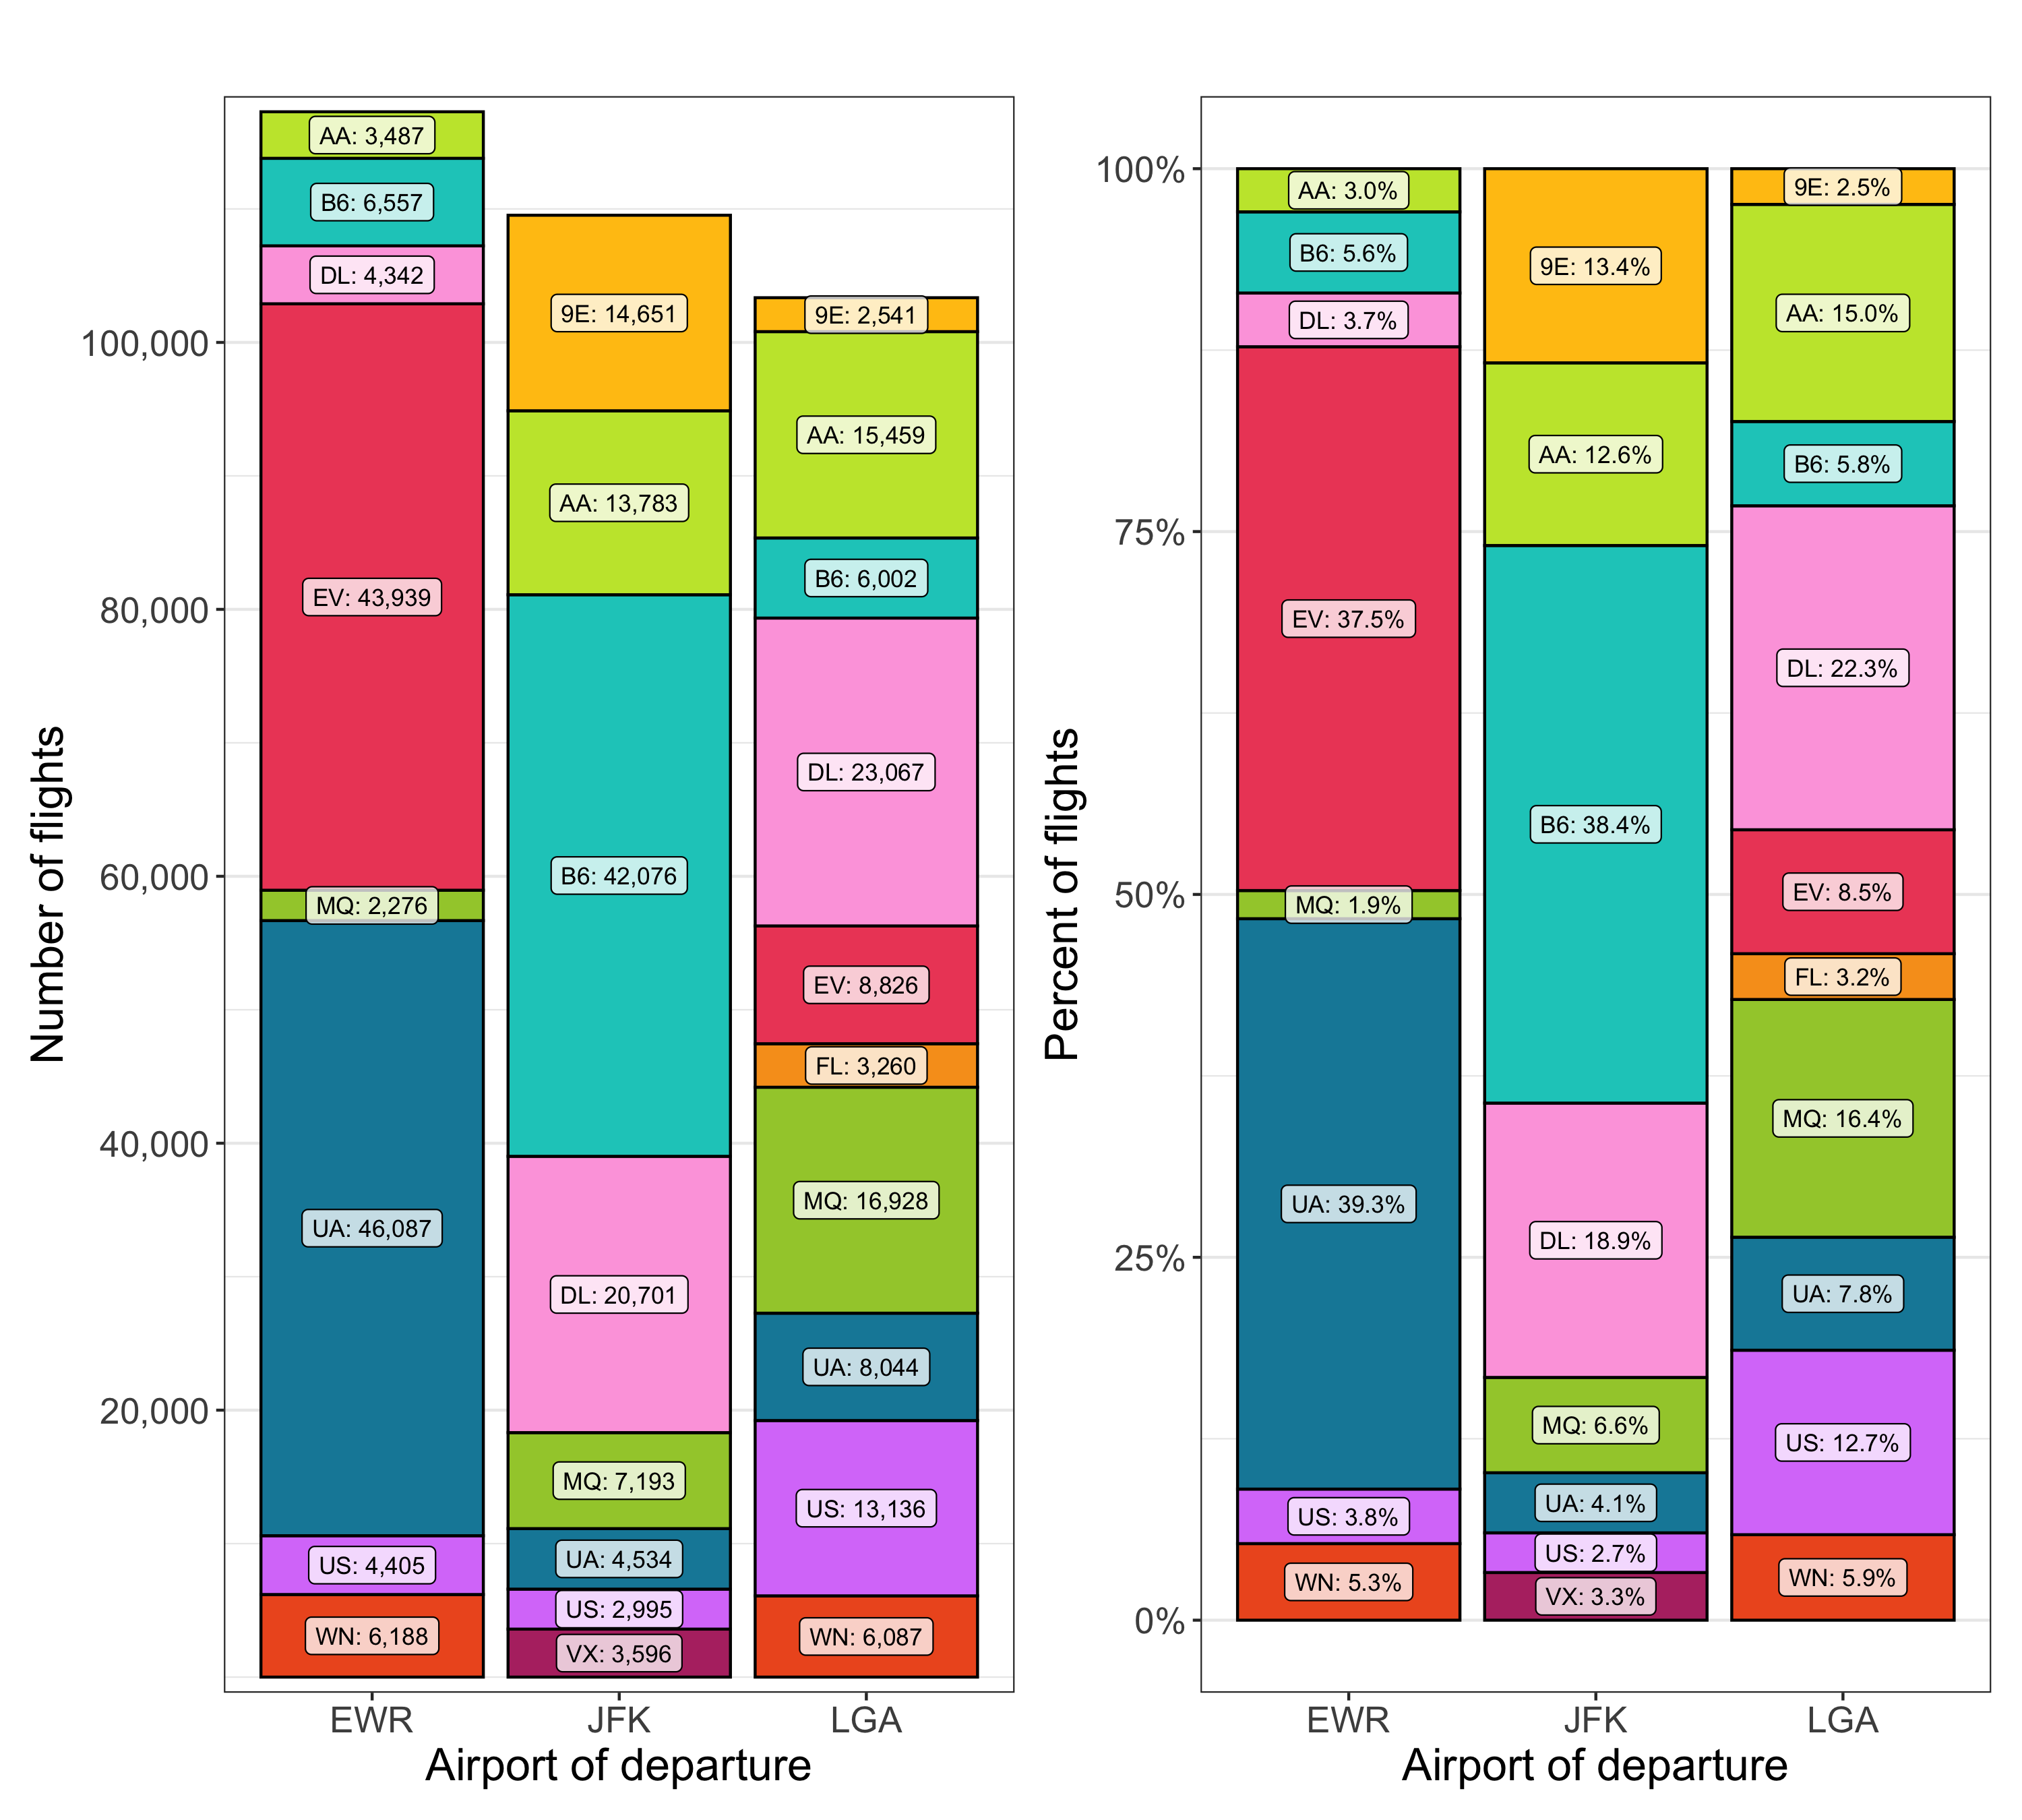 Number of flights
100,000
80,000
60,000
40,000
20,000
AA: 3,487
B6: 6,557
DL: 4,342
EV: 43,939
MQ: 2,276
UA: 46,087
US: 4,405
WN: 6,188
9E: 14,651
AA: 13,783
B6: 42,076
DL: 20,701
MQ: 7,193
UA: 4,534
US: 2,995
VX: 3,596
9E: 2,541
AA: 15,459
B6: 6,002
DL: 23,067
EV: 8,826
FL: 3,260
MQ: 16,928
UA: 8,044
US: 13,136
WN: 6,087
EWR JFK LGA
Airport of departure
Percent of flights
100%
75%
50%
25%
0%
AA: 3.0%
B6: 5.6%
DL: 3.7%
EV: 37.5%
MQ: 1.9%
UA: 39.3%
US: 3.8%
WN: 5.3%
9E: 13.4%
AA: 12.6%
B6: 38.4%
DL: 18.9%
MQ: 6.6%
UA: 4.1%
US: 2.7%
VX: 3.3%
9E: 2.5%
AA: 15.0%
B6: 5.8%
DL: 22.3%
EV: 8.5%
FL: 3.2%
MQ: 16.4%
UA: 7.8%
US: 12.7%
WN: 5.9%
EWR JFK LGA
Airport of departure